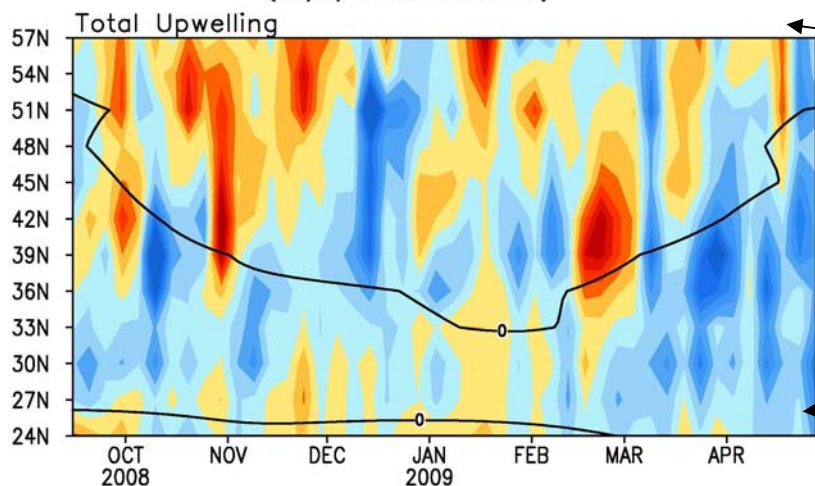 Total Upwelling
57N
54N
51N
48N
45N
42N
39N
36N
33N
30N
27N
24N
0
0
OCT NOV DEC JAN FEB MAR APR
2008 2009